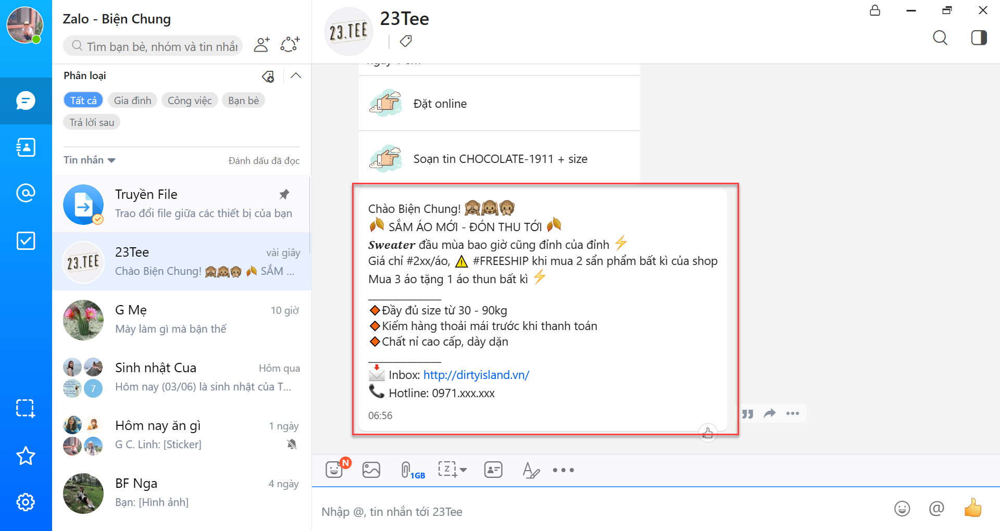 Zalo - Biện Chung
Tìm bạn bè, nhóm và tin nhắn
Phân loại
Tất cả
Gia đình
Công việc
Bạn bè
Trả lời sau
Tin nhắn
Đánh dấu đã đọc
Truyền File
Trao đổi file giữa các thiết bị của bạn
23.TEE
23Tee
vài giây
Chào Biện Chung! 🙈🙉🙊 🍂 SẮM ...
G Mẹ
10 giờ
Mày làm gì mà bận thế
7
Sinh nhật Cua
Hôm qua
Hôm nay (03/06) là sinh nhật của T...
Hôm nay ăn gì
1 ngày
G C. Linh: [Sticker]
BF Nga
4 ngày
Bạn: [Hình ảnh]
23.TEE
23Tee
Đặt online
Soạn tin CHOCOLATE-1911 + size
Chào Biện Chung! 🙈🙉🙊
🍂 SẮM ÁO MỚI - ĐÓN THU TỚI 🍂
𝑺𝒘𝒆𝒂𝒕𝒆𝒓 đầu mùa bao giờ cũng đỉnh của đỉnh ⚡
Giá chỉ #2xx/áo, ⚠ #FREESHIP khi mua 2 sẩn phẩm bất kì của shop
Mua 3 áo tặng 1 áo thun bất kì ⚡
______________
🔶Đầy đủ size từ 30 - 90kg
🔶Kiếm hàng thoải mái trước khi thanh toán
🔶Chất nỉ cao cấp, dày dặn
______________
📩 Inbox: http://dirtyisland.vn/
📞 Hotline: 0971.xxx.xxx
06:56
N
1GB
Z
Nhập @, tin nhắn tới 23Tee